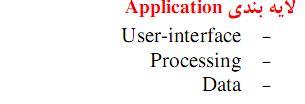 لایه بندی Application
User-interface –
Processing –
Data –